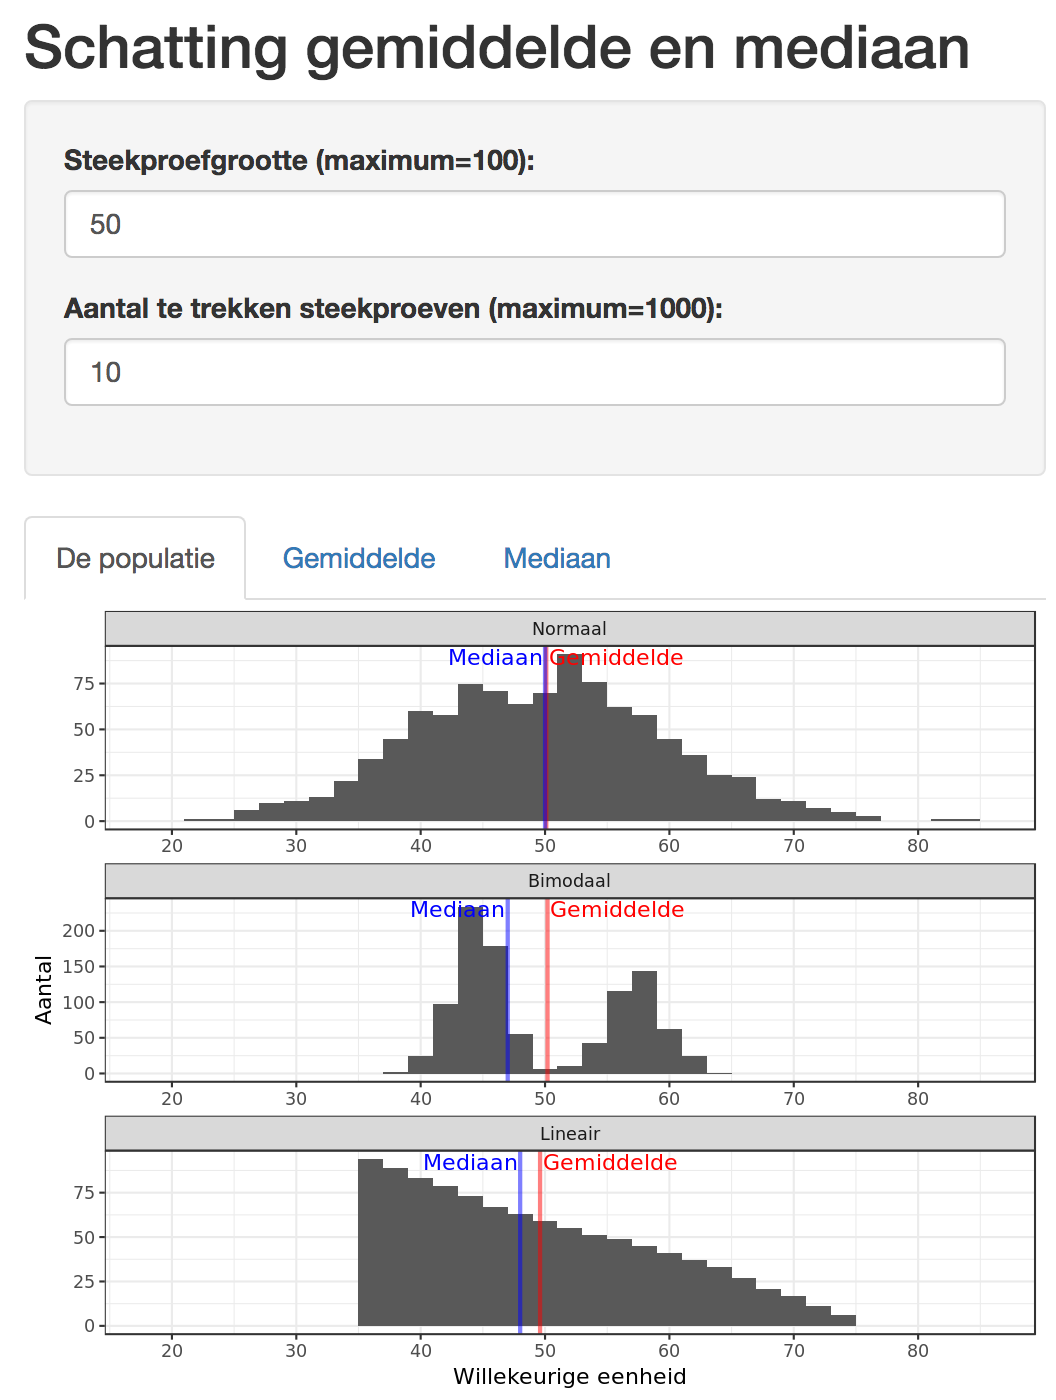 Schatting gemiddelde en mediaan
Steekproefgrootte (maximum=100):
50
Aantal te trekken steekproeven (maximum=1000):
10
De populatie Gemiddelde Mediaan
Normaal
Mediaan Gemiddelde
75
50
25
0
20 30 40 50 60 70 80
Bimodaal
Mediaan Gemiddelde
200
150
100
50
0
Aantal
20 30 40 50 60 70 80
Lineair
Mediaan Gemiddelde
75
50
25
0
20 30 40 50 60 70 80
Willekeurige eenheid